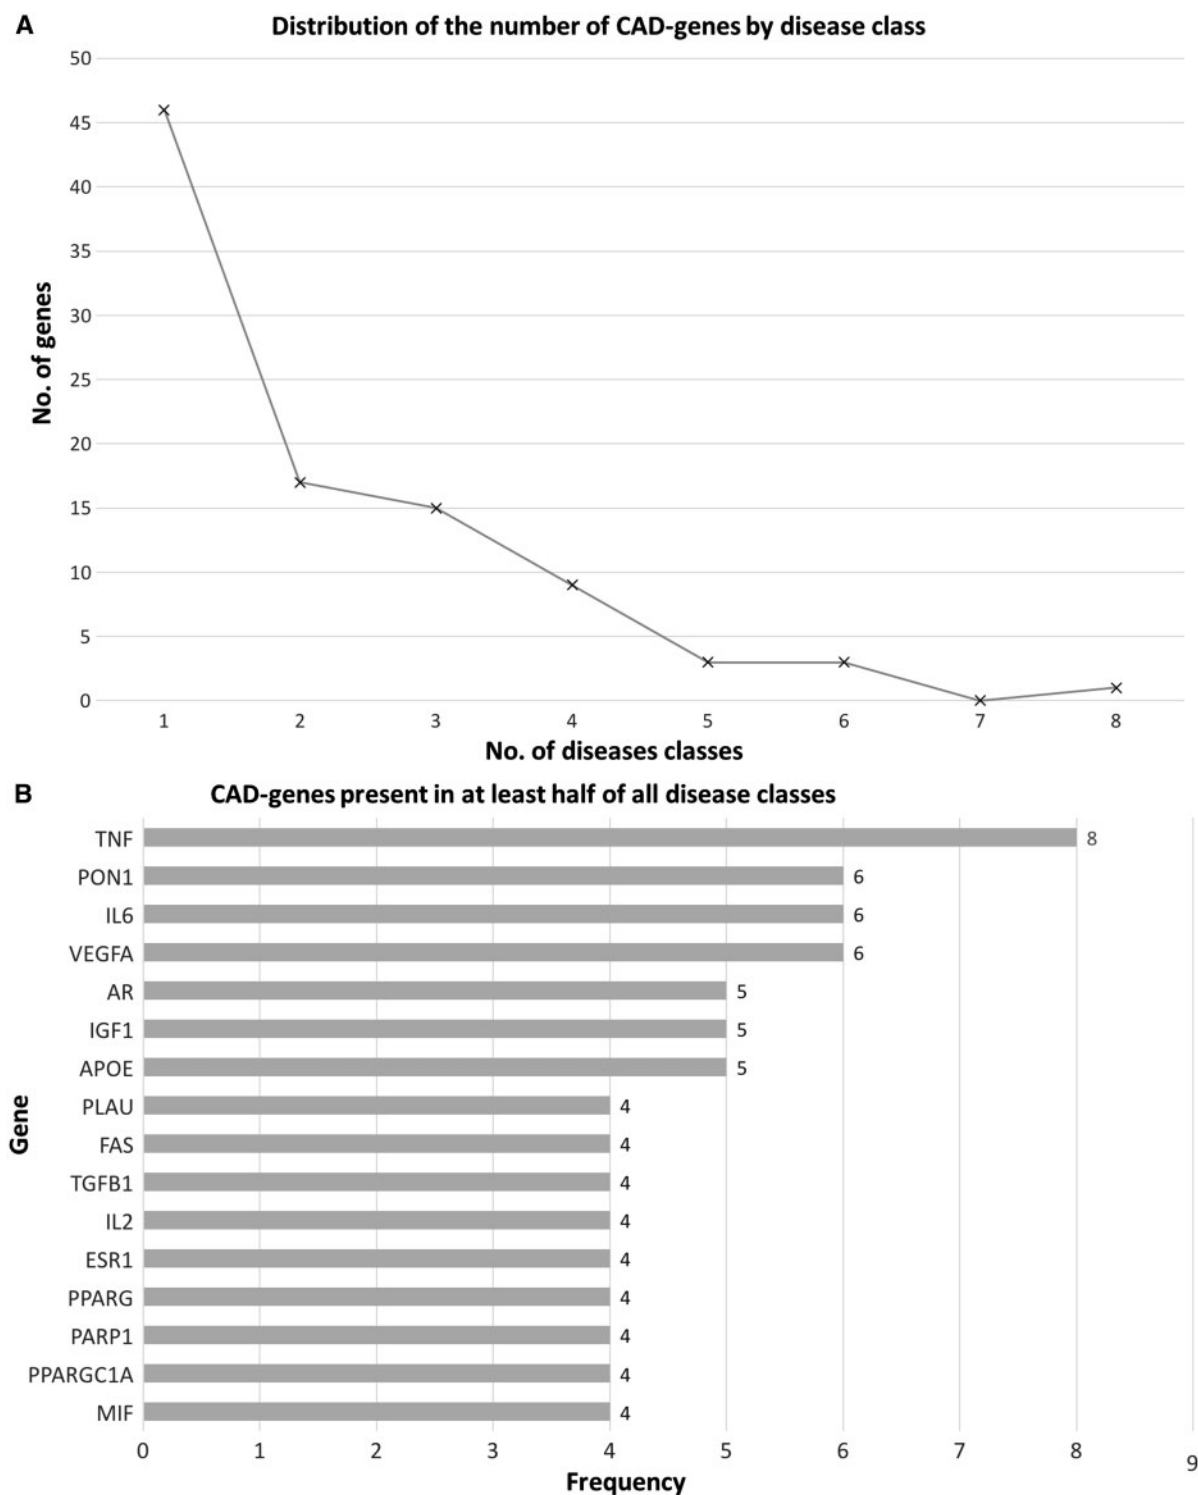 A
Distribution of the number of CAD-genes by disease class
50
45
40
35
30
25
20
15
10
5
0
No. of genes
1 2 3 4 5 6 7 8
No. of diseases classes
B
CAD-genes present in at least half of all disease classes
TNF 8
PON1 6
IL6 6
VEGFA 6
AR 5
IGF1 5
APOE 5
PLAU 4
FAS 4
TGFB1 4
IL2 4
ESR1 4
PPARG 4
PARP1 4
PPARGC1A 4
MIF 4
Gene
0 1 2 3 4 5 6 7 8 9
Frequency